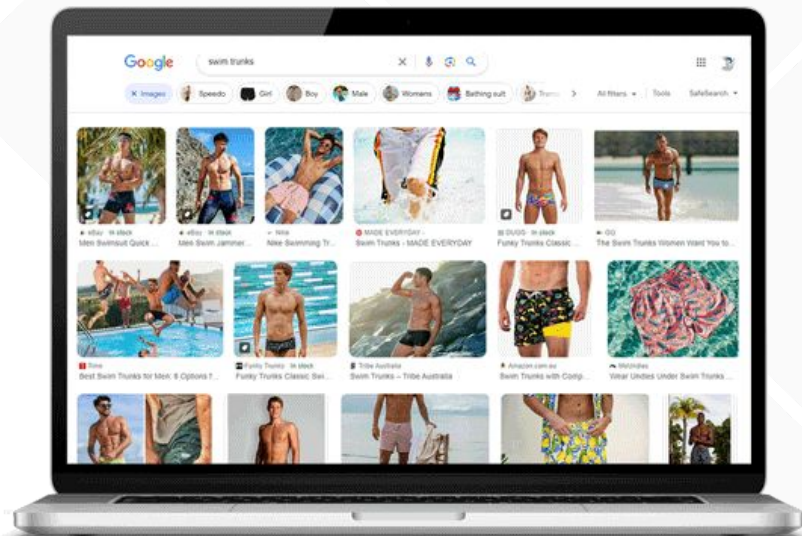 Google swim trunks
Images Speedo Girl Boy Male Womens Bathing suit All filters Tools SafeSearch
eBay · In stock
Men Swimsuit Quick ...
eBay · In stock
Men Swim Jammer...
Nike
Nike Swimming Tr...
MADE EVERYDAY ·
Swim Trunks - MADE EVERYDAY
DUGG · In stock
Funky Trunks Classic ...
GQ
The Swim Trunks Women Want You to...
Time
Best Swim Trunks for Men: 6 Options ?...
Funky Trunks · In stock
Funky Trunks Classic Swi...
Tribe Australia
Swim Trunks – Tribe Australia
Amazon.com.au
Swim Trunks with Comp...
MeUndies
Wear Undies Under Swim Trunks ...